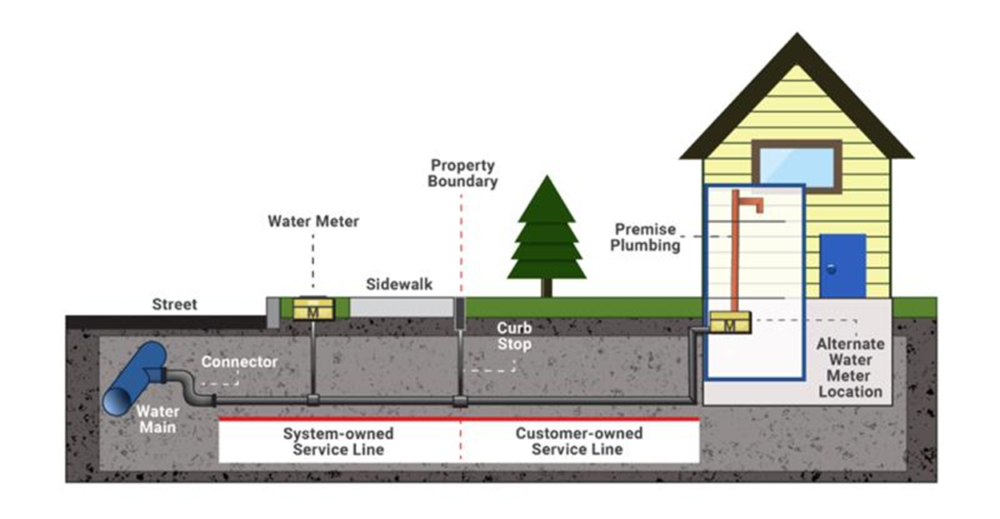 Property
Boundary
Water Meter
Premise
Plumbing
Sidewalk
Street
M
M
Curb
Stop
Alternate
Water
Meter
Location
Connector
Water
Main
System-owned
Service Line
Customer-owned
Service Line